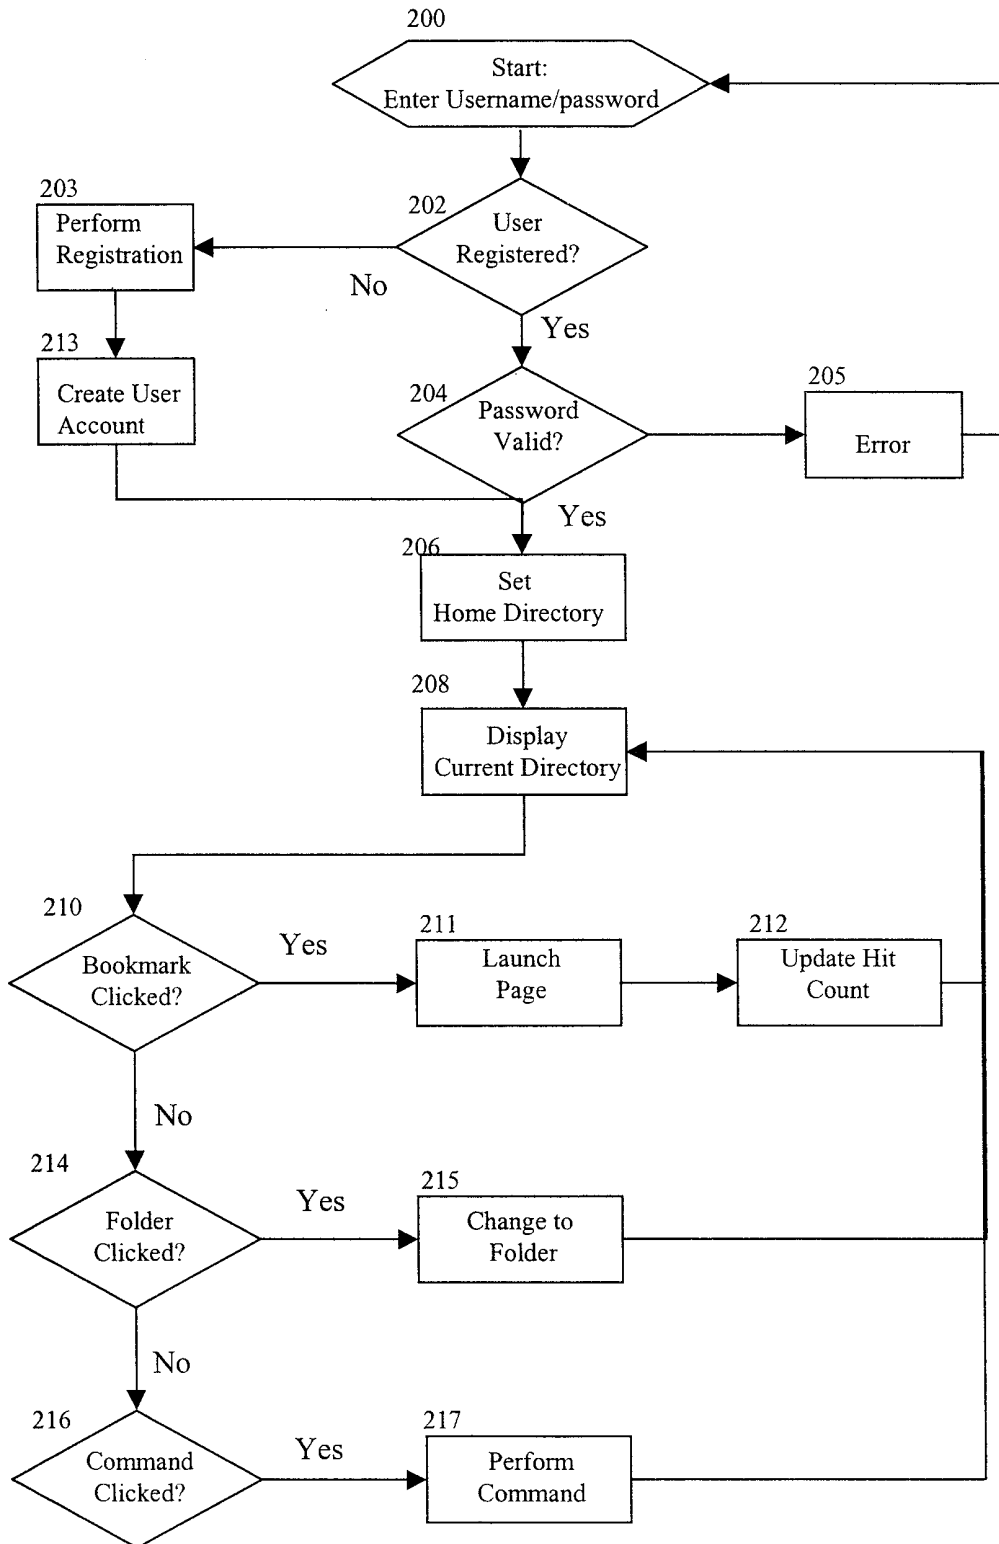 200
Start:
Enter Username/password
203
202
Perform
Registration
User
Registered?
No
Yes
213
204
205
Create User
Account
Password
Valid?
Error
Yes
206
Set
Home Directory
208
Display
Current Directory
210
Yes
211
212
Bookmark
Clicked?
Launch
Page
Update Hit
Count
No
214
Yes
215
Folder
Clicked?
Change to
Folder
No
216
Yes
217
Command
Clicked?
Perform
Command